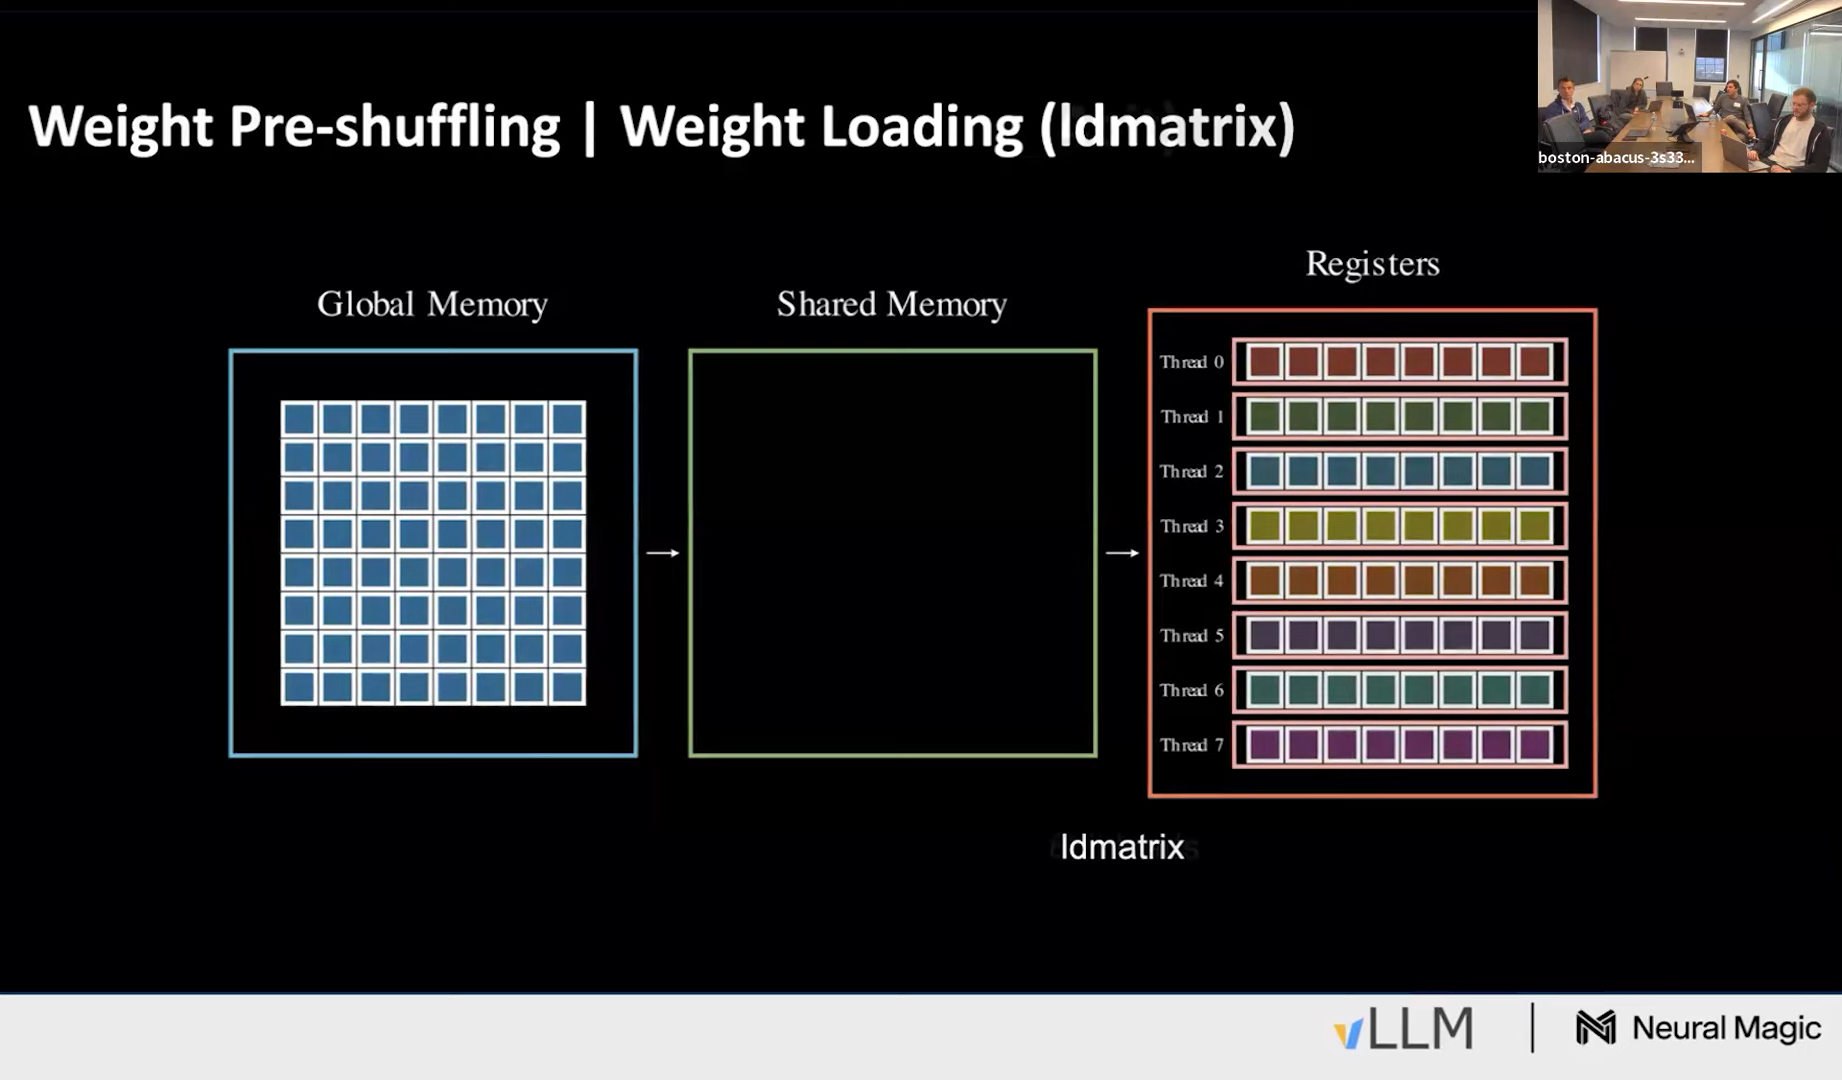 Weight Pre-shuffling | Weight Loading (ldmatrix)
boston-abacus-3s33...
Global Memory
Shared Memory
Registers
Thread 0
Thread 1
Thread 2
Thread 3
Thread 4
Thread 5
Thread 6
Thread 7
ldmatrix
vLLM
Neural Magic